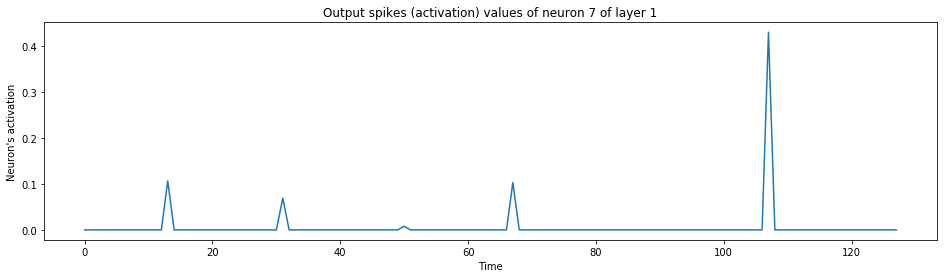 Output spikes (activation) values of neuron 7 of layer 1
Neuron's activation
0.4
0.3
0.2
0.1
0.0
0 20 40 60 80 100 120
Time